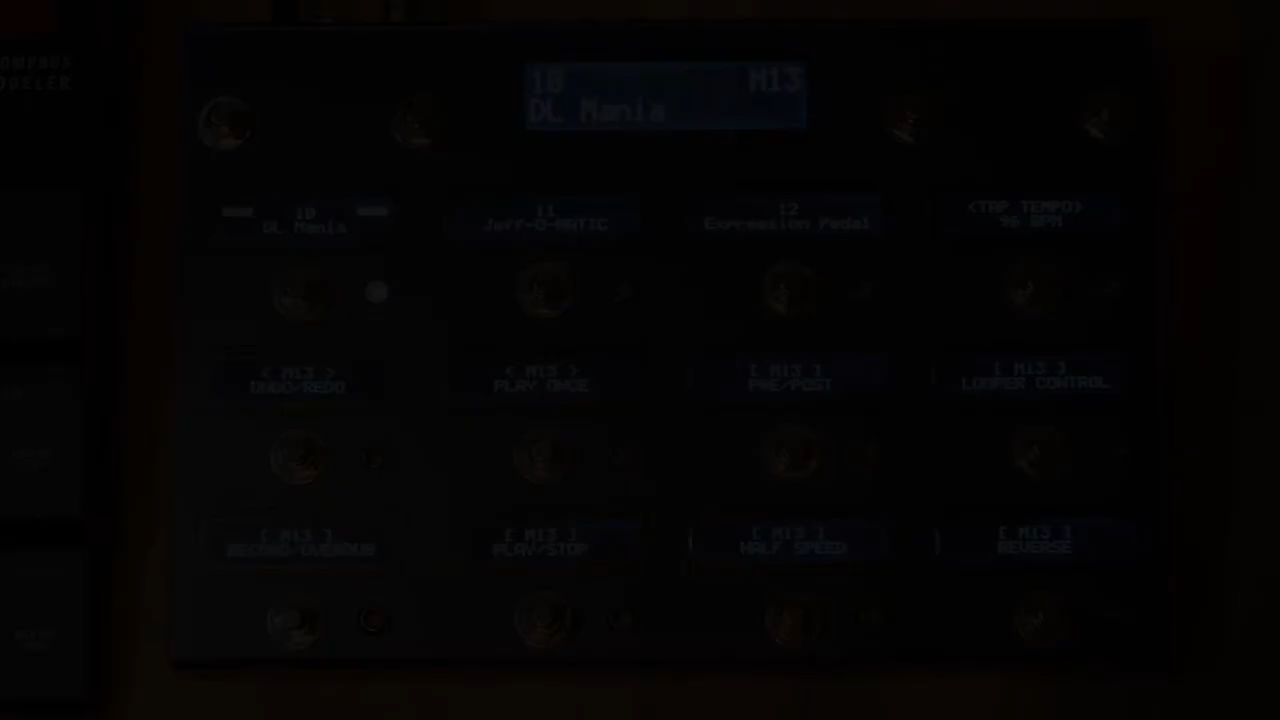 10 M13
DL Mania
10
DL Mania
11
Jeff-O-MATIC
12
Expression Pedal
<TAP TEMPO>
96 BPM
< M13 >
UNDO/REDO
< M13 >
PLAY ONCE
[ M13 ]
PRE/POST
[ M13 ]
LOOPER CONTROL
[ M13 ]
RECORD/OVERDUB
[ M13 ]
PLAY/STOP
[ M13 ]
HALF SPEED
[ M13 ]
REVERSE